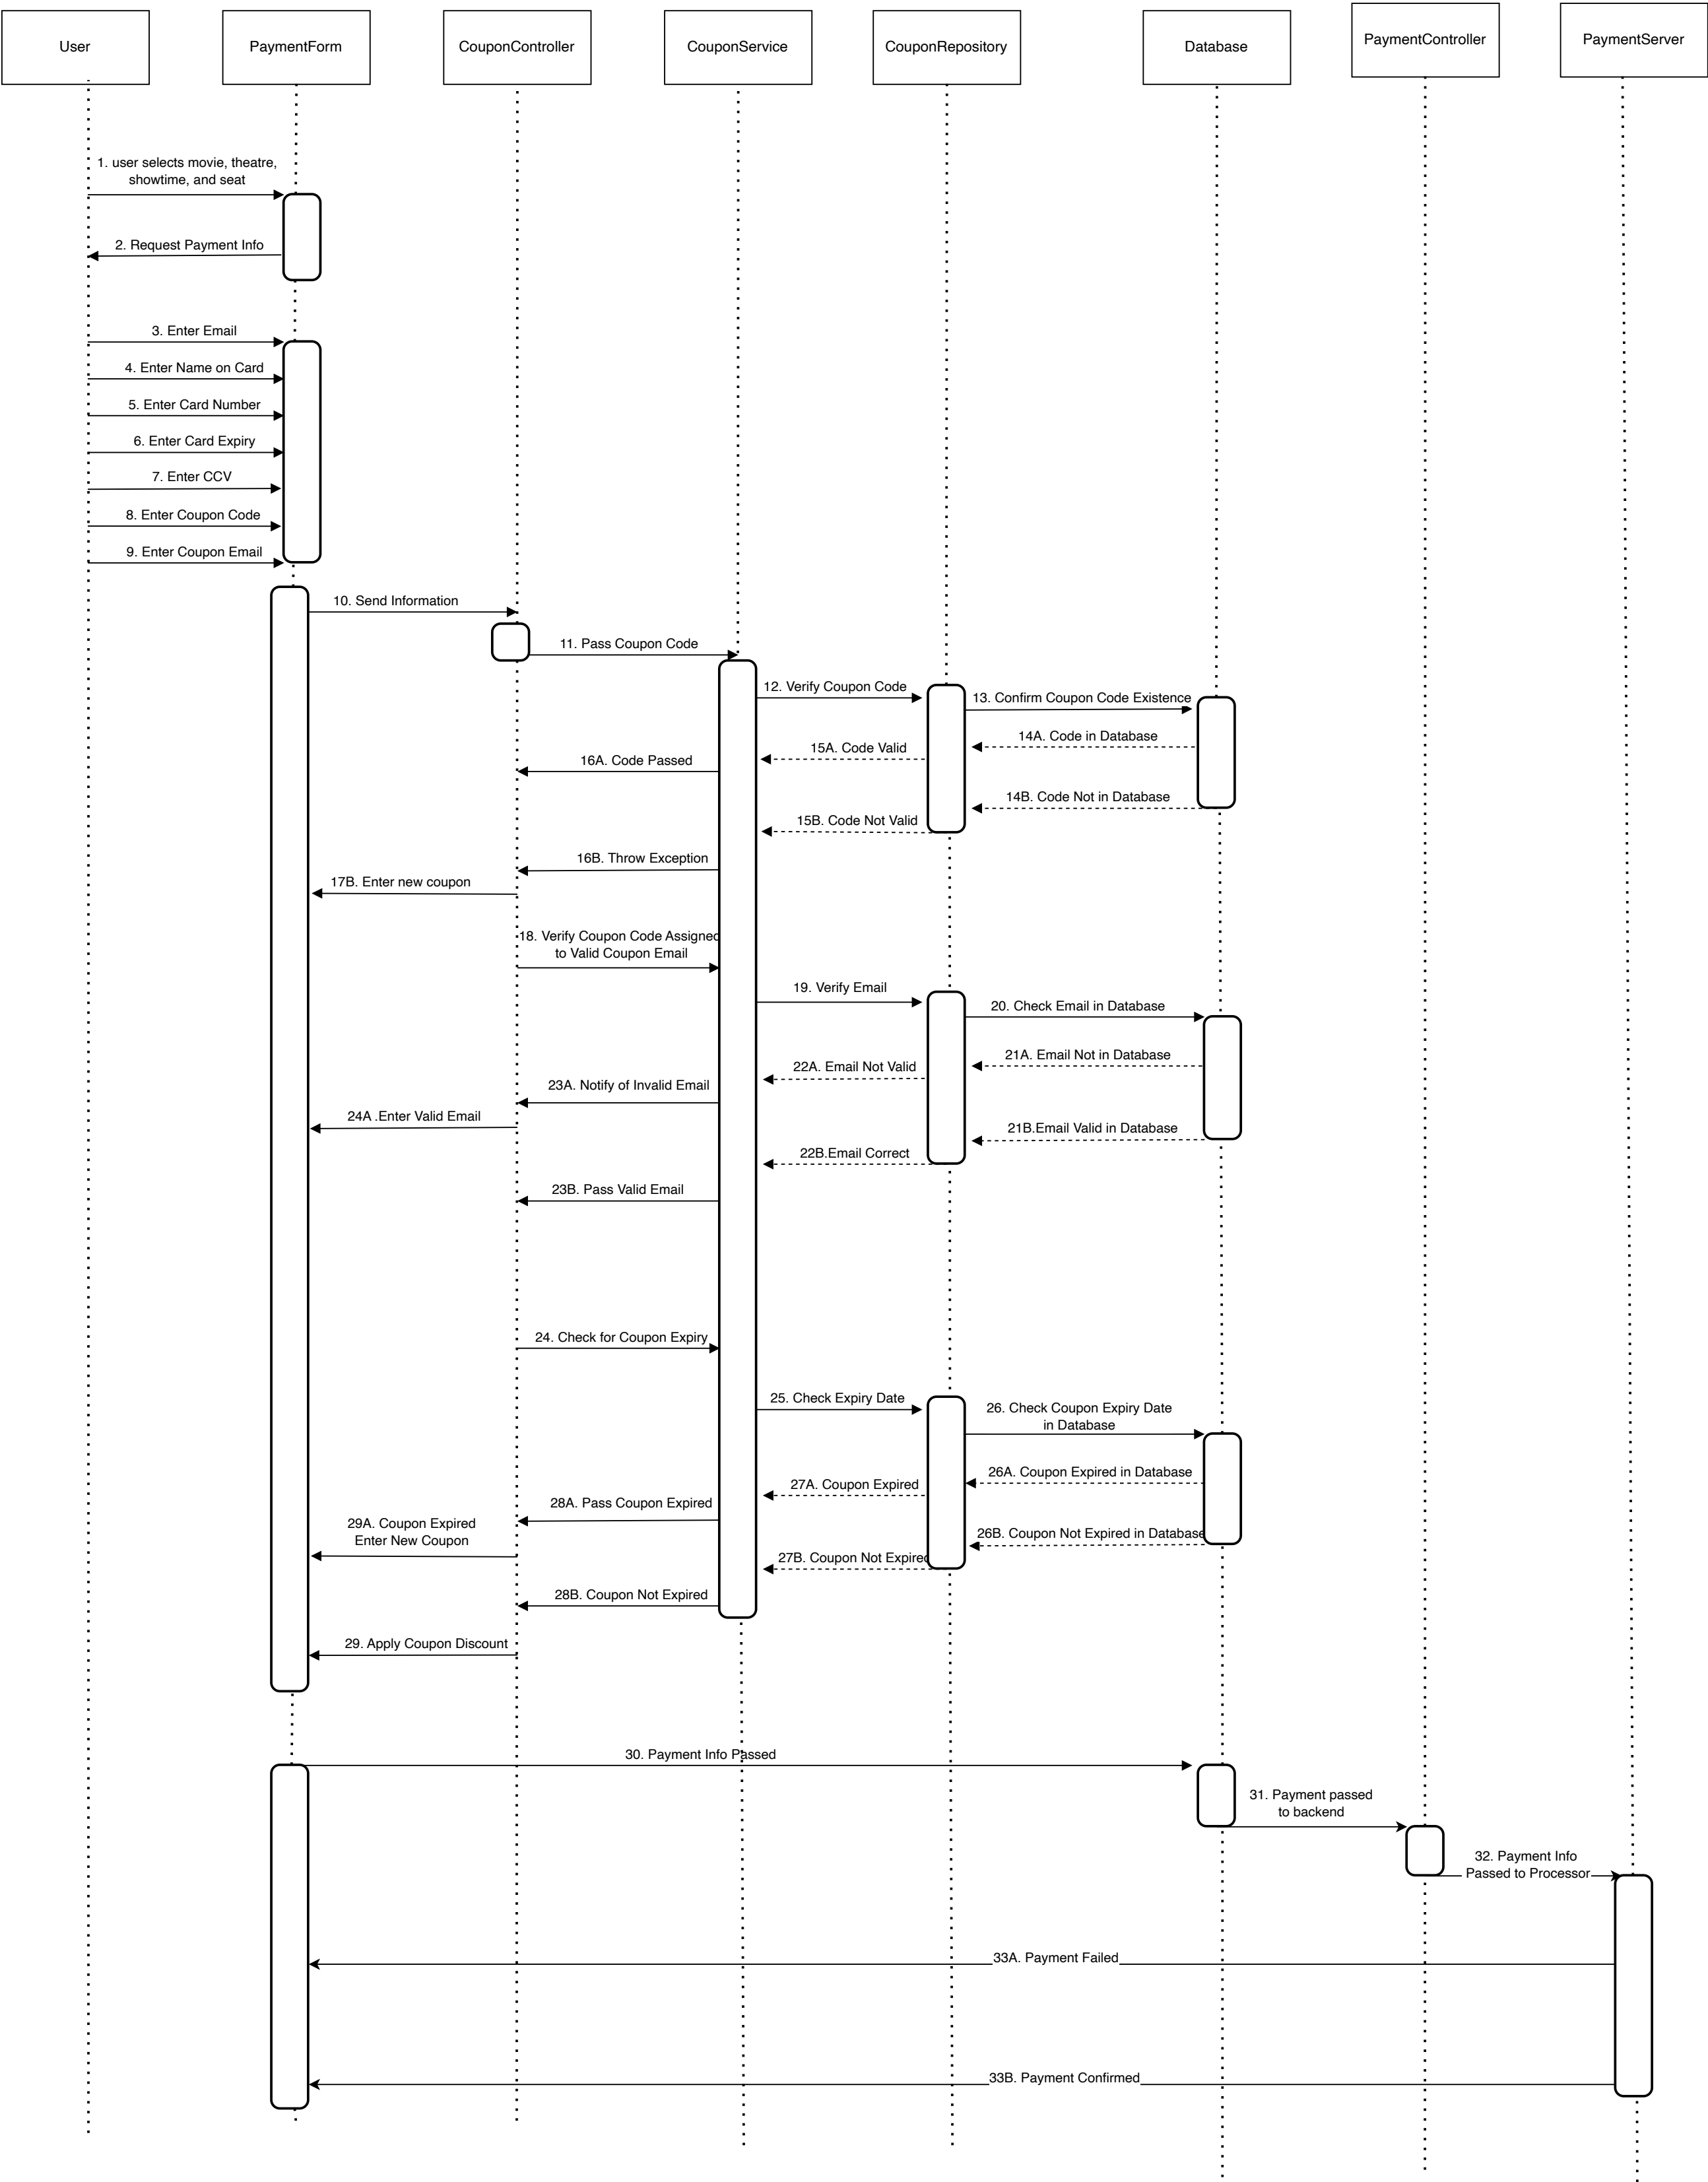 User
PaymentForm
CouponController
CouponService
CouponRepository
Database
PaymentController
PaymentServer
1. user selects movie, theatre,
showtime, and seat
2. Request Payment Info
3. Enter Email
4. Enter Name on Card
5. Enter Card Number
6. Enter Card Expiry
7. Enter CCV
8. Enter Coupon Code
9. Enter Coupon Email
10. Send Information
11. Pass Coupon Code
12. Verify Coupon Code
13. Confirm Coupon Code Existence
14A. Code in Database
15A. Code Valid
16A. Code Passed
14B. Code Not in Database
15B. Code Not Valid
16B. Throw Exception
17B. Enter new coupon
18. Verify Coupon Code Assigned
to Valid Coupon Email
19. Verify Email
20. Check Email in Database
21A. Email Not in Database
22A. Email Not Valid
23A. Notify of Invalid Email
24A .Enter Valid Email
21B.Email Valid in Database
22B.Email Correct
23B. Pass Valid Email
24. Check for Coupon Expiry
25. Check Expiry Date
26. Check Coupon Expiry Date
in Database
26A. Coupon Expired in Database
27A. Coupon Expired
28A. Pass Coupon Expired
29A. Coupon Expired
Enter New Coupon
26B. Coupon Not Expired in Database
27B. Coupon Not Expired
28B. Coupon Not Expired
29. Apply Coupon Discount
30. Payment Info Passed
31. Payment passed
to backend
32. Payment Info
Passed to Processor
33A. Payment Failed
33B. Payment Confirmed